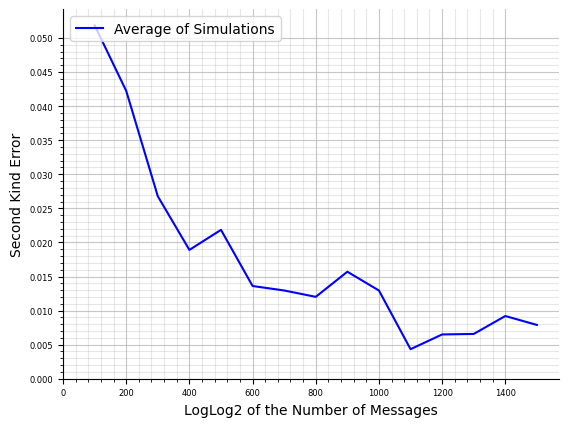 Average of Simulations
0.050
0.045
0.040
0.035
0.030
0.025
0.020
0.015
0.010
0.005
0.000
Second Kind Error
0 200 400 600 800 1000 1200 1400
LogLog2 of the Number of Messages